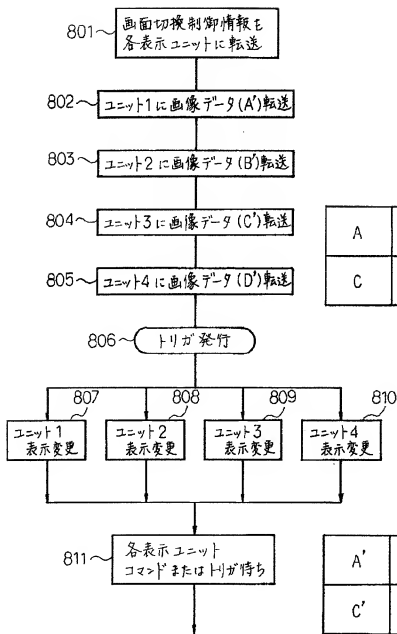 801
画面切換制御情報を
各表示ユニットに転送
802
ユニット1に画像データ(A')転送
803
ユニット2に画像データ(B')転送
804
ユニット3に画像データ(C')転送
A
C
805
ユニット4に画像データ(D')転送
806
トリガ発行
807
808
809
810
ユニット1
表示変更
ユニット2
表示変更
ユニット3
表示変更
ユニット4
表示変更
811
各表示ユニット
コマンドまたはトリガ待ち
A'
C'